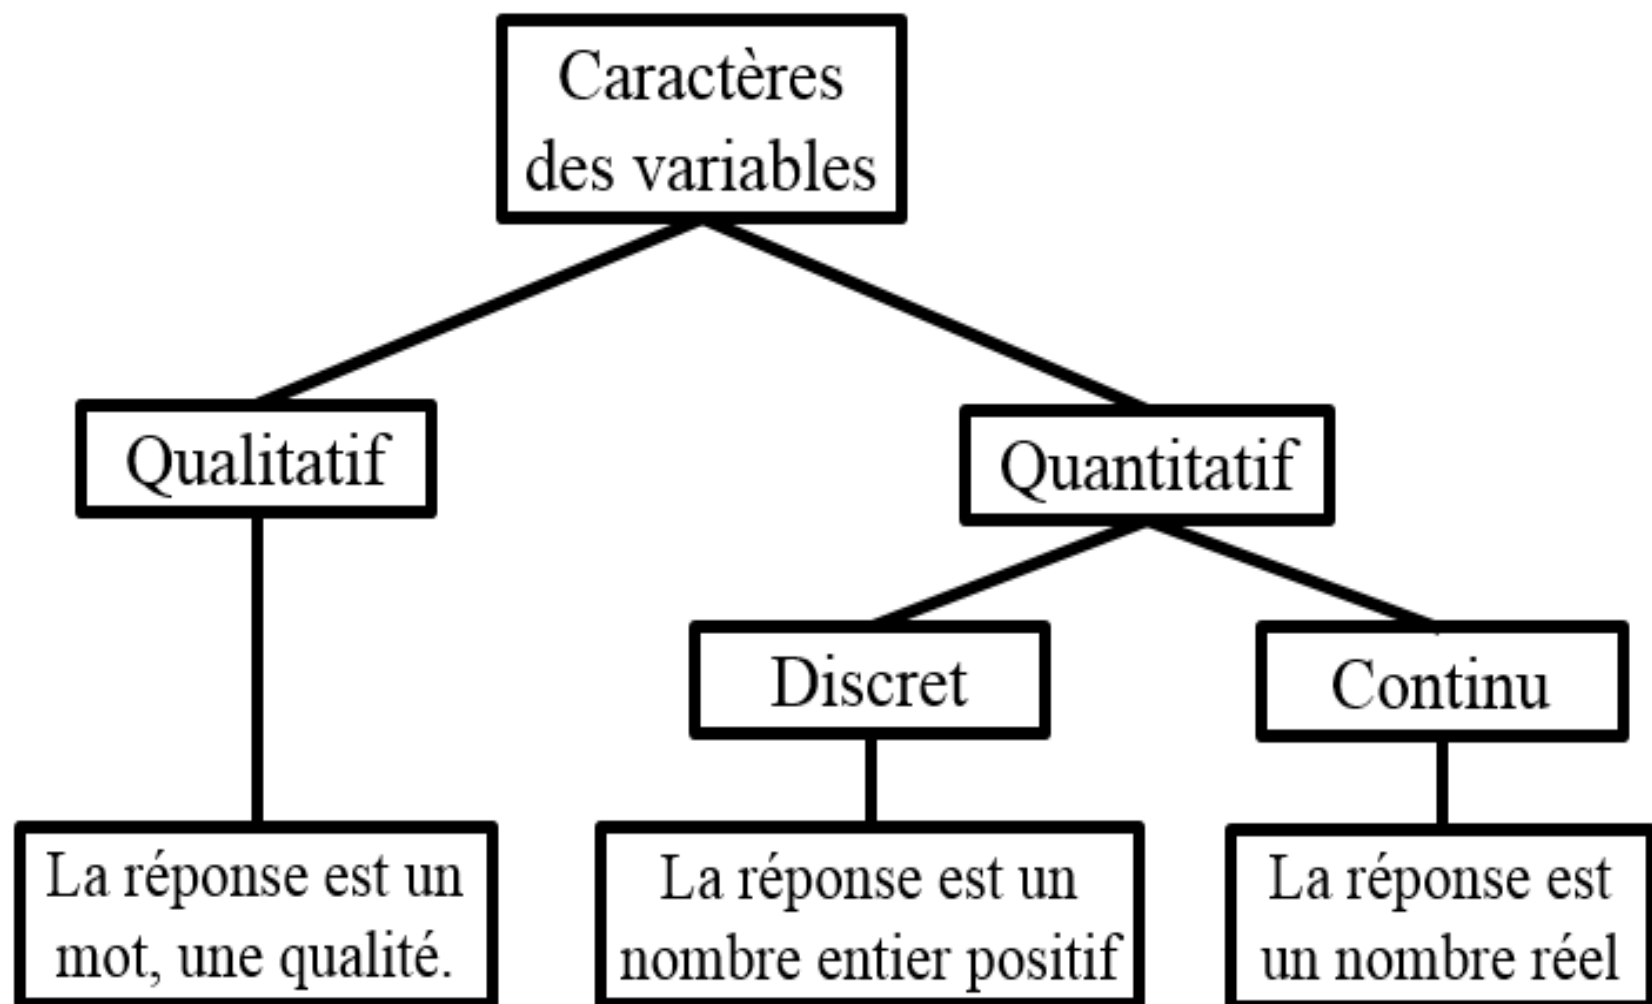 Caractères
des variables
Qualitatif
Quantitatif
Discret
Continu
La réponse est un
mot, une qualité.
La réponse est un
nombre entier positif
La réponse est
un nombre réel